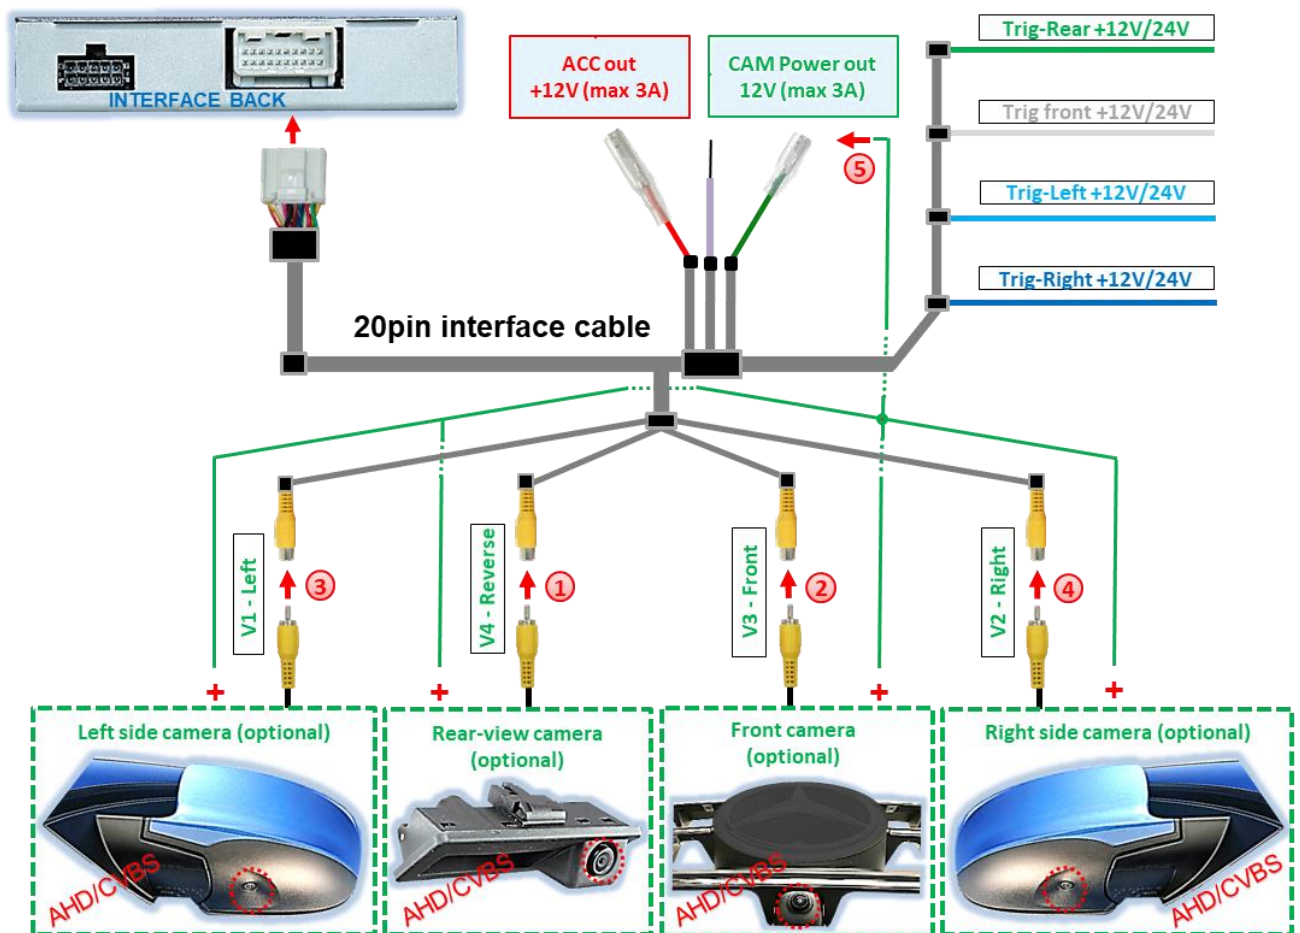 INTERFACE BACK
ACC out
+12V (max 3A)
CAM Power out
12V (max 3A)
Trig-Rear +12V/24V
Trig front +12V/24V
Trig-Left +12V/24V
Trig-Right +12V/24V
5
20pin interface cable
V1 - Left
3
V4 - Reverse
1
V3 - Front
2
V2 - Right
4
+
+
+
+
Left side camera (optional)
AHD/CVBS
Rear-view camera
(optional)
AHD/CVBS
Front camera
(optional)
AHD/CVBS
Right side camera (optional)
AHD/CVBS